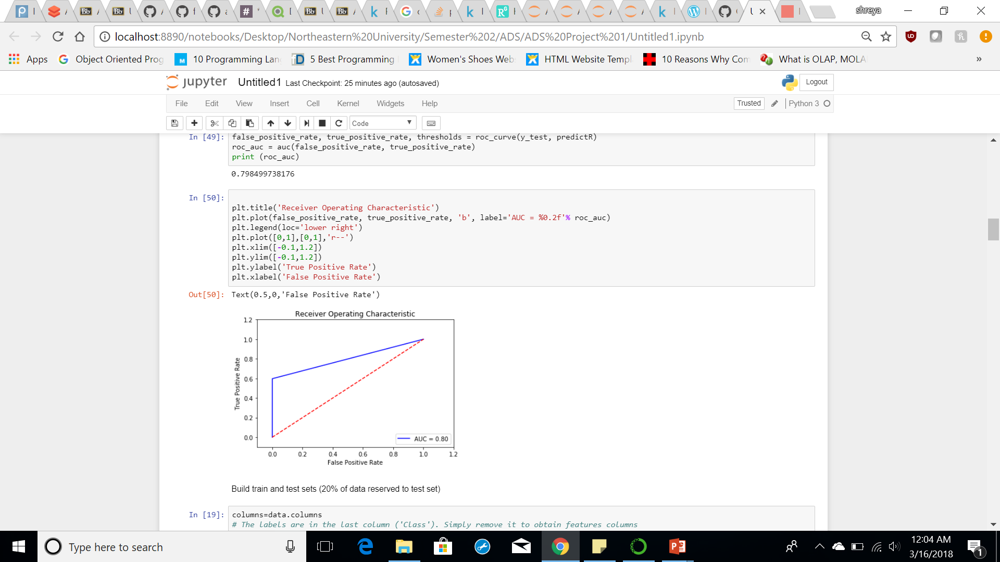 shreya
localhost:8890/notebooks/Desktop/Northeastern%20University/Semester%202/ADS/ADS%20Project%201/Untitled1.ipynb
Apps Object Oriented Prog 10 Programming Lan 5 Best Programming Women's Shoes Web HTML Website Templ 10 Reasons Why Com What is OLAP, MOLA »
jupyter Untitled1 Last Checkpoint: 25 minutes ago (autosaved) Logout
File Edit View Insert Cell Kernel Widgets Help Trusted Python 3
Code
In [49]: false_positive_rate, true_positive_rate, thresholds = roc_curve(y_test, predictR)
roc_auc = auc(false_positive_rate, true_positive_rate)
print (roc_auc)
0.798499738176
In [50]:
plt.title('Receiver Operating Characteristic')
plt.plot(false_positive_rate, true_positive_rate, 'b', label='AUC = %0.2f'% roc_auc)
plt.legend(loc='lower right')
plt.plot([0,1],[0,1],'r--')
plt.xlim([-0.1,1.2])
plt.ylim([-0.1,1.2])
plt.ylabel('True Positive Rate')
plt.xlabel('False Positive Rate')
Out[50]: Text(0.5,0,'False Positive Rate')
Receiver Operating Characteristic
1.2
1.0
0.8
0.6
0.4
0.2
0.0
True Positive Rate
AUC = 0.80
0.0 0.2 0.4 0.6 0.8 1.0 1.2
False Positive Rate
Build train and test sets (20% of data reserved to test set)
In [19]: columns=data.columns
# The labels are in the last column ('Class'). Simply remove it to obtain features columns
Type here to search
12:04 AM
3/16/2018
1